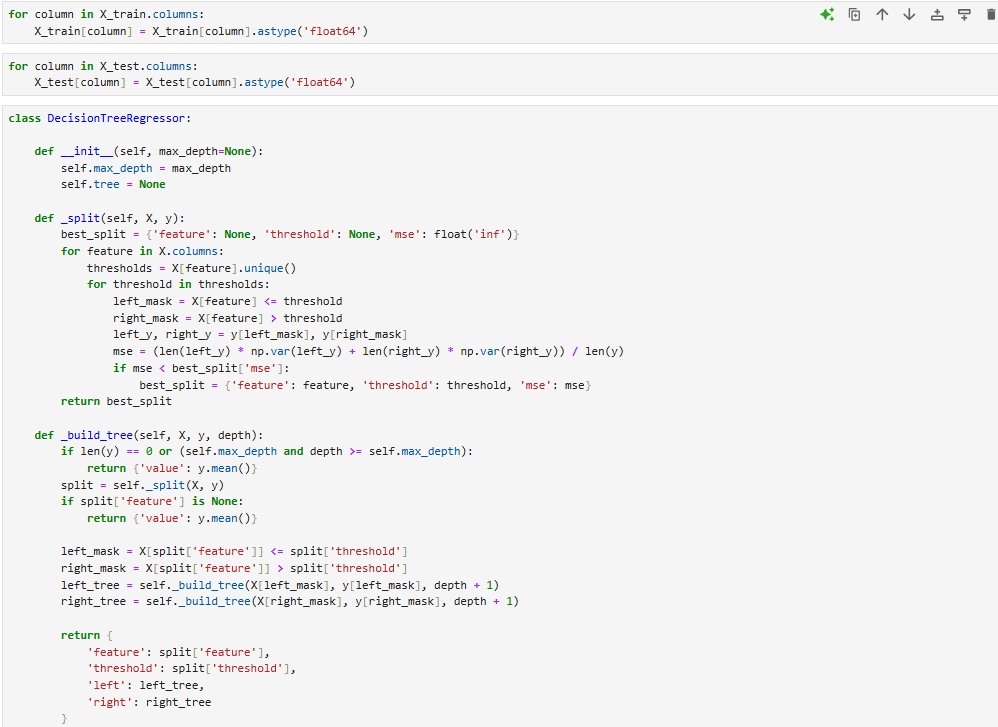 for column in X_train.columns:
    X_train[column] = X_train[column].astype('float64')
for column in X_test.columns:
    X_test[column] = X_test[column].astype('float64')
class DecisionTreeRegressor:
    def __init__(self, max_depth=None):
        self.max_depth = max_depth
        self.tree = None
    def _split(self, X, y):
        best_split = {'feature': None, 'threshold': None, 'mse': float('inf')}
        for feature in X.columns:
            thresholds = X[feature].unique()
            for threshold in thresholds:
                left_mask = X[feature] <= threshold
                right_mask = X[feature] > threshold
                left_y, right_y = y[left_mask], y[right_mask]
                mse = (len(left_y) * np.var(left_y) + len(right_y) * np.var(right_y)) / len(y)
                if mse < best_split['mse']:
                    best_split = {'feature': feature, 'threshold': threshold, 'mse': mse}
        return best_split
    def _build_tree(self, X, y, depth):
        if len(y) == 0 or (self.max_depth and depth >= self.max_depth):
            return {'value': y.mean()}
        split = self._split(X, y)
        if split['feature'] is None:
            return {'value': y.mean()}
        left_mask = X[split['feature']] <= split['threshold']
        right_mask = X[split['feature']] > split['threshold']
        left_tree = self._build_tree(X[left_mask], y[left_mask], depth + 1)
        right_tree = self._build_tree(X[right_mask], y[right_mask], depth + 1)
        return {
            'feature': split['feature'],
            'threshold': split['threshold'],
            'left': left_tree,
            'right': right_tree
        }